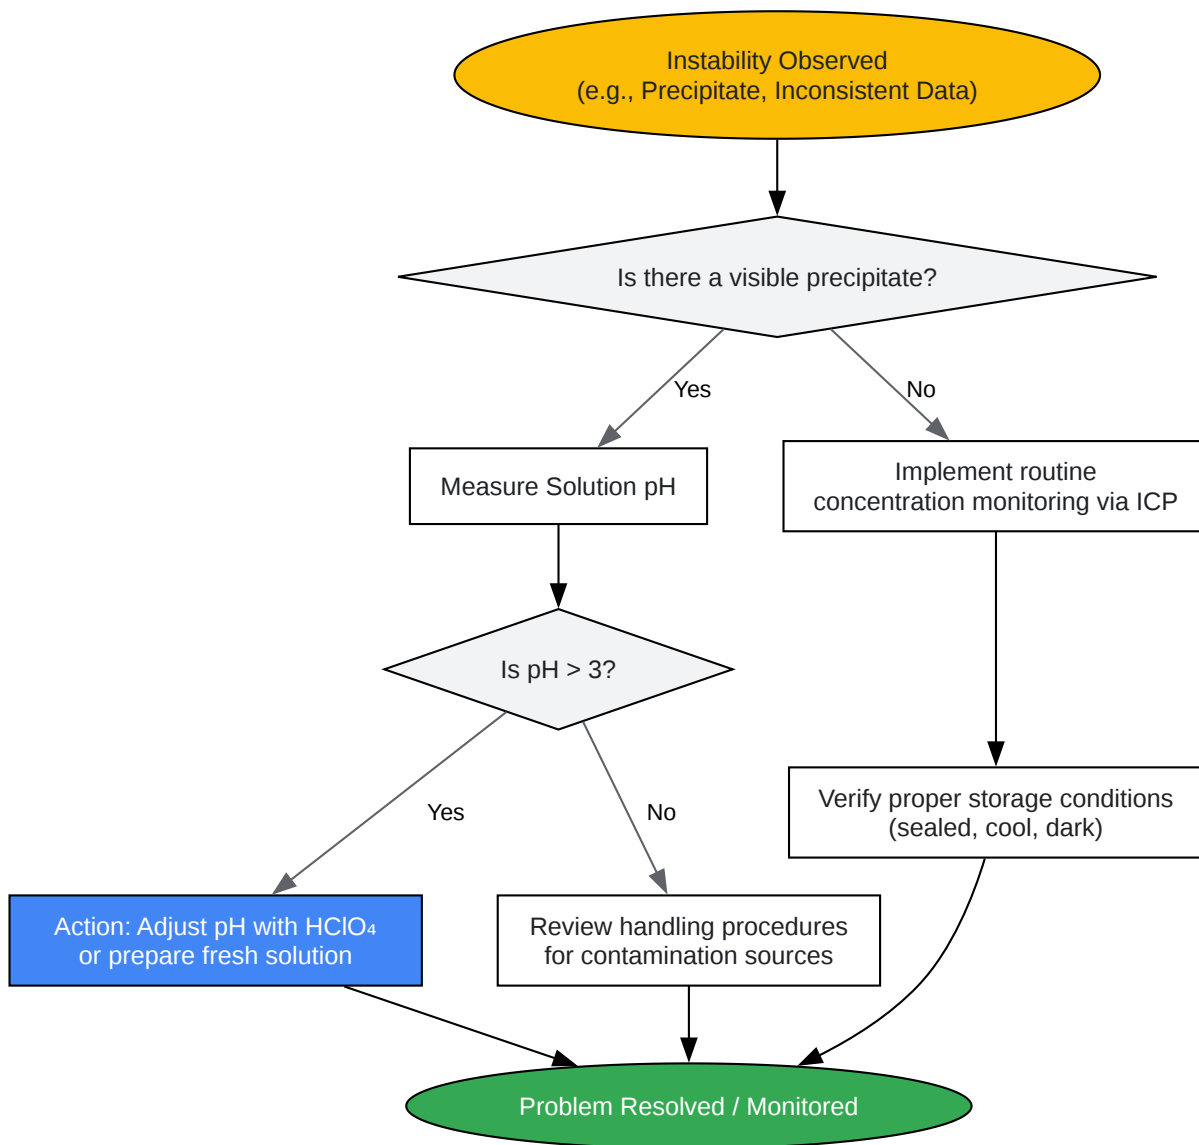 Instability Observed
(e.g., Precipitate, Inconsistent Data)
Is there a visible precipitate?
Yes
No
Measure Solution pH
Implement routine
concentration monitoring via ICP
Is pH > 3?
Verify proper storage conditions
(sealed, cool, dark)
Yes
No
Action: Adjust pH with HClO₄
or prepare fresh solution
Review handling procedures
for contamination sources
Problem Resolved / Monitored